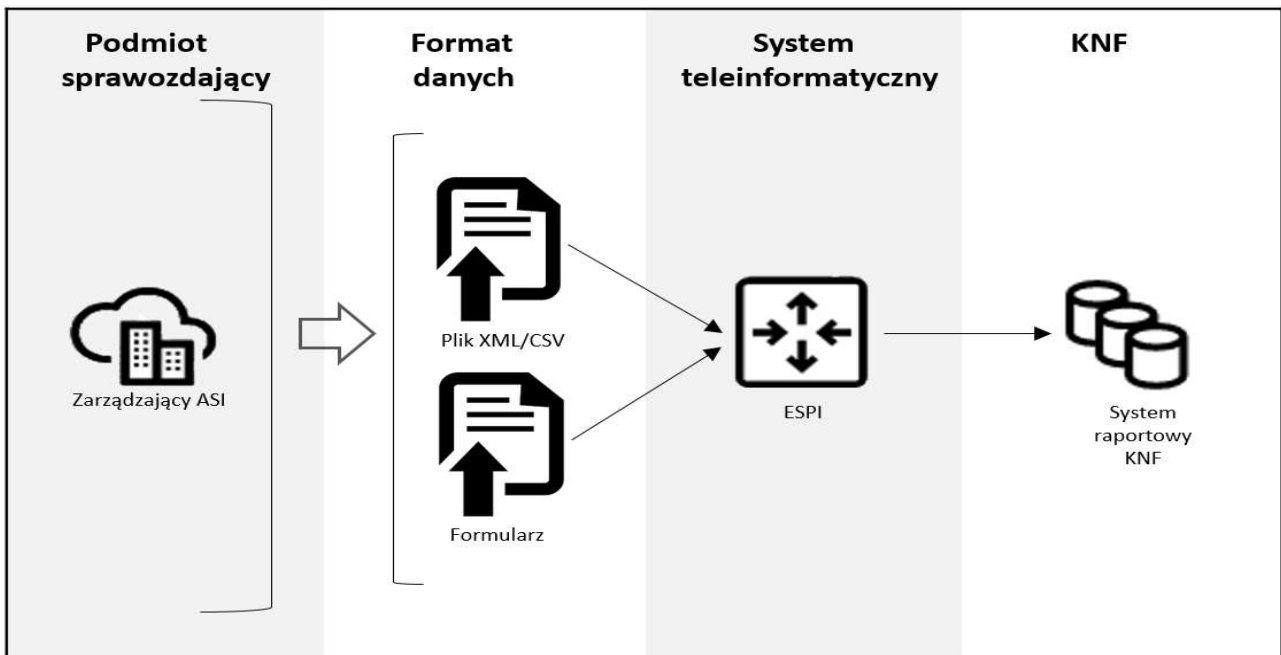 Podmiot
sprawozdający
Format
danych
System
teleinformatyczny
KNF
Zarządzający ASI
Plik XML/CSV
Formularz
ESPI
System
raportowy
KNF